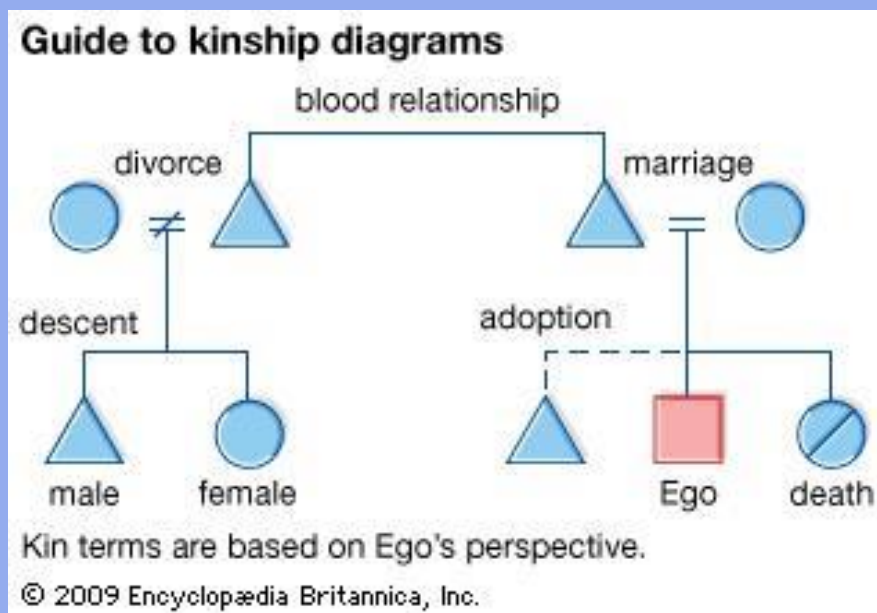 Guide to kinship diagrams
blood relationship
divorce
marriage
descent
adoption
male
female
Ego
death
Kin terms are based on Ego's perspective.
© 2009 Encyclopædia Britannica, Inc.